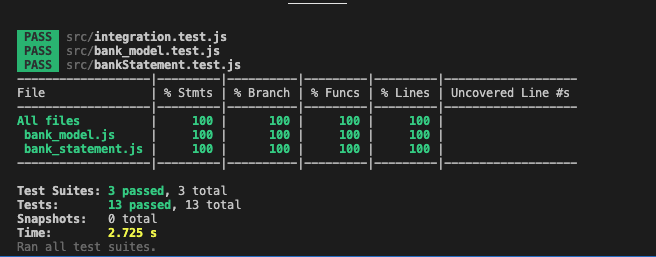 PASS src/integration.test.js
PASS src/bank_model.test.js
PASS src/bankStatement.test.js
-------------------|---------|----------|---------|---------|-------------------
File               | % Stmts | % Branch | % Funcs | % Lines | Uncovered Line #s
-------------------|---------|----------|---------|---------|-------------------
All files          |     100 |      100 |     100 |     100 |
 bank_model.js     |     100 |      100 |     100 |     100 |
 bank_statement.js |     100 |      100 |     100 |     100 |
-------------------|---------|----------|---------|---------|-------------------
Test Suites: 3 passed, 3 total
Tests:       13 passed, 13 total
Snapshots:   0 total
Time:        2.725 s
Ran all test suites.